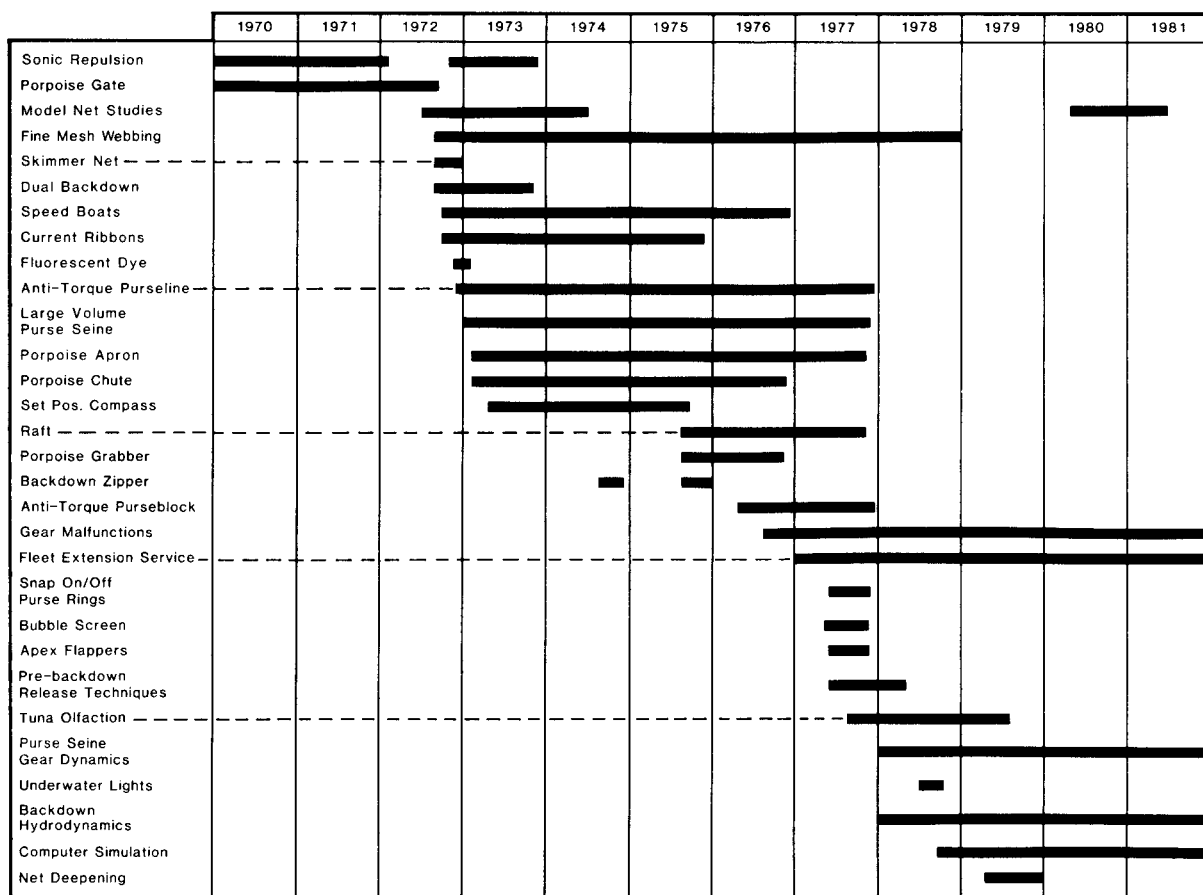 1970 1971 1972 1973 1974 1975 1976 1977 1978 1979 1980 1981
Sonic Repulsion
Porpoise Gate
Model Net Studies
Fine Mesh Webbing
Skimmer Net
Dual Backdown
Speed Boats
Current Ribbons
Fluorescent Dye
Anti-Torque Purseline
Large Volume
Purse Seine
Porpoise Apron
Porpoise Chute
Set Pos. Compass
Raft
Porpoise Grabber
Backdown Zipper
Anti-Torque Purseblock
Gear Malfunctions
Fleet Extension Service
Snap On/Off
Purse Rings
Bubble Screen
Apex Flappers
Pre-backdown
Release Techniques
Tuna Olfaction
Purse Seine
Gear Dynamics
Underwater Lights
Backdown
Hydrodynamics
Computer Simulation
Net Deepening